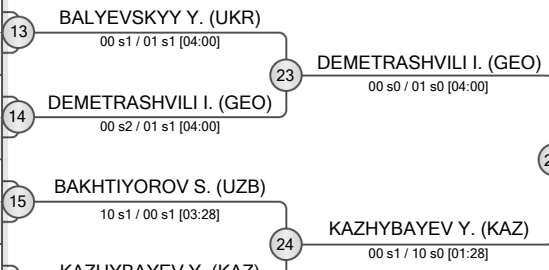 BALYEVSKYY Y. (UKR)
13
00 s1 / 01 s1 [04:00]
DEMETRASHVILI I. (GEO)
23
00 s0 / 01 s0 [04:00]
DEMETRASHVILI I. (GEO)
14
00 s2 / 01 s1 [04:00]
BAKHTIYOROV S. (UZB)
15
10 s1 / 00 s1 [03:28]
KAZHYBAYEV Y. (KAZ)
24
00 s1 / 10 s0 [01:28]
KAZHYBAYEV Y. (KAZ)